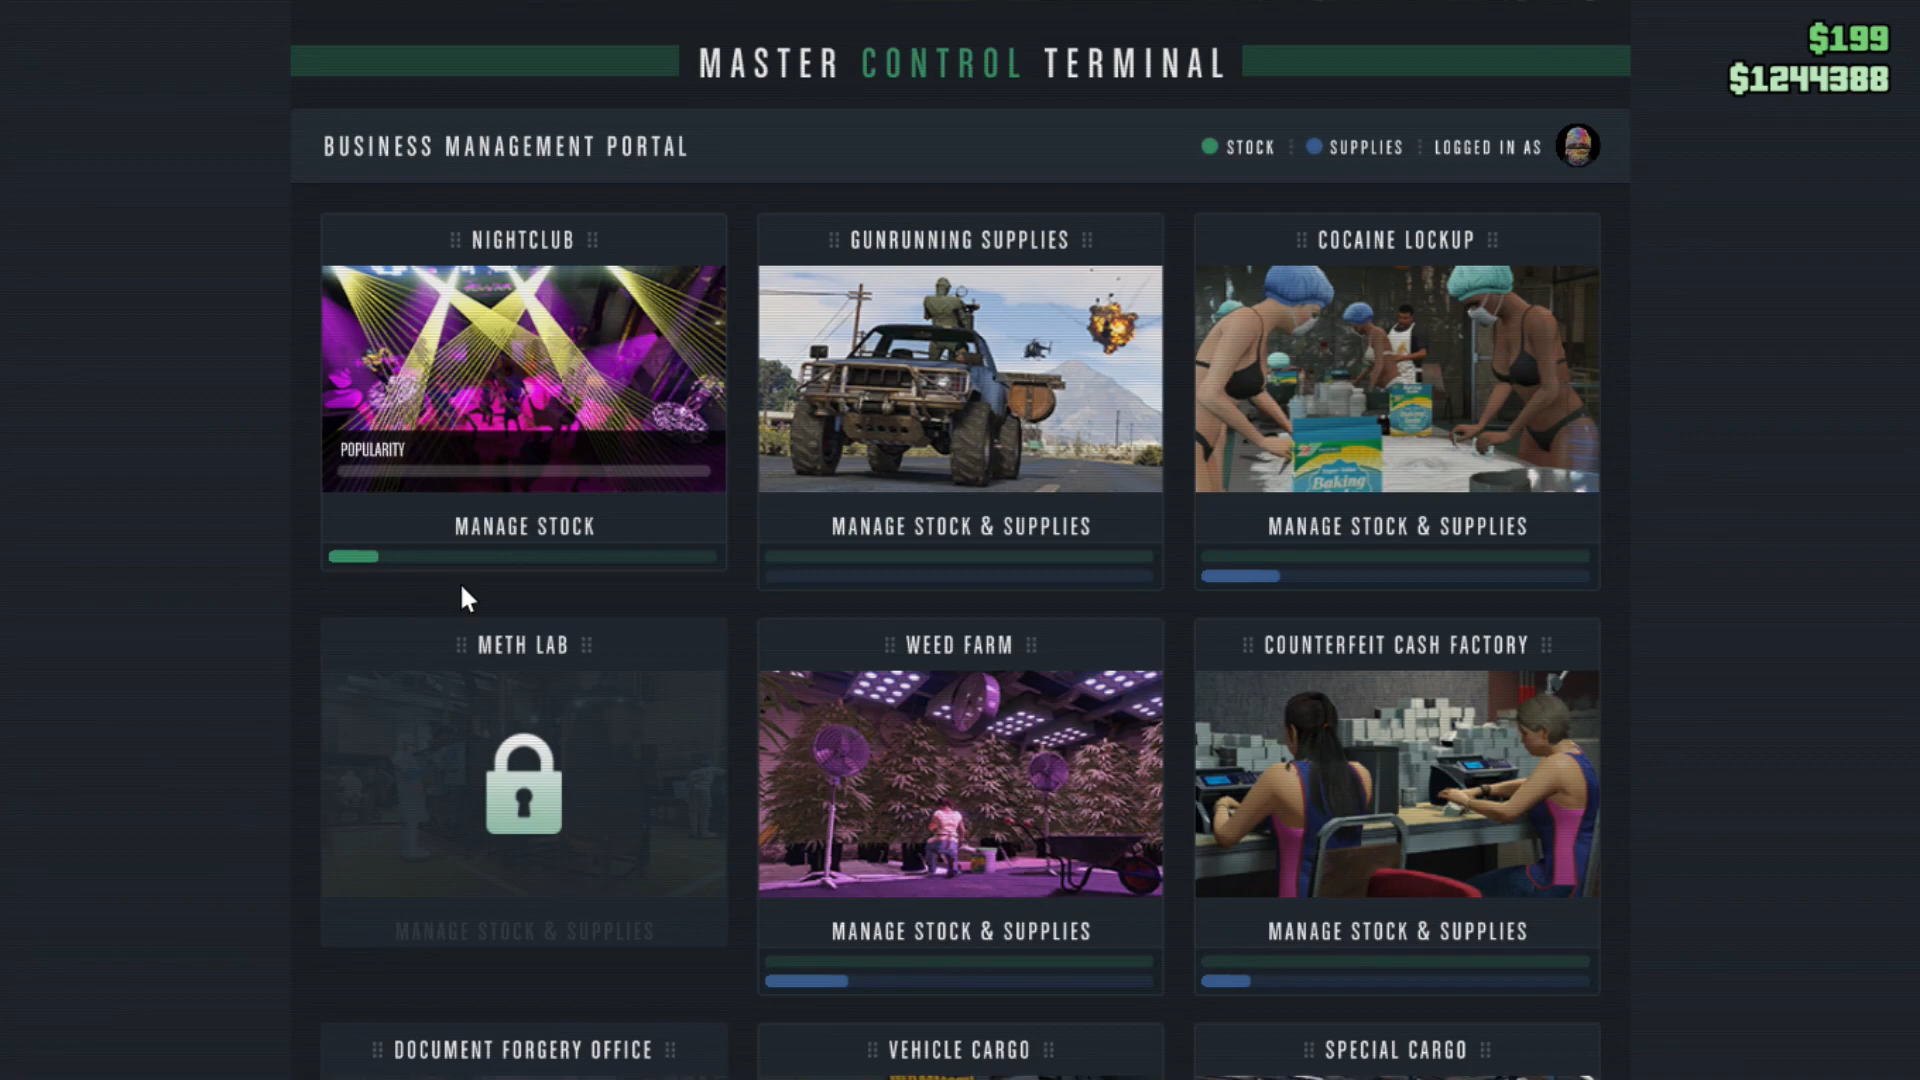 $199
$1244388
MASTER CONTROL TERMINAL
BUSINESS MANAGEMENT PORTAL
STOCK
SUPPLIES
LOGGED IN AS
NIGHTCLUB
GUNRUNNING SUPPLIES
COCAINE LOCKUP
POPULARITY
Baking
MANAGE STOCK
MANAGE STOCK & SUPPLIES
MANAGE STOCK & SUPPLIES
METH LAB
WEED FARM
COUNTERFEIT CASH FACTORY
MANAGE STOCK & SUPPLIES
MANAGE STOCK & SUPPLIES
MANAGE STOCK & SUPPLIES
DOCUMENT FORGERY OFFICE
VEHICLE CARGO
SPECIAL CARGO